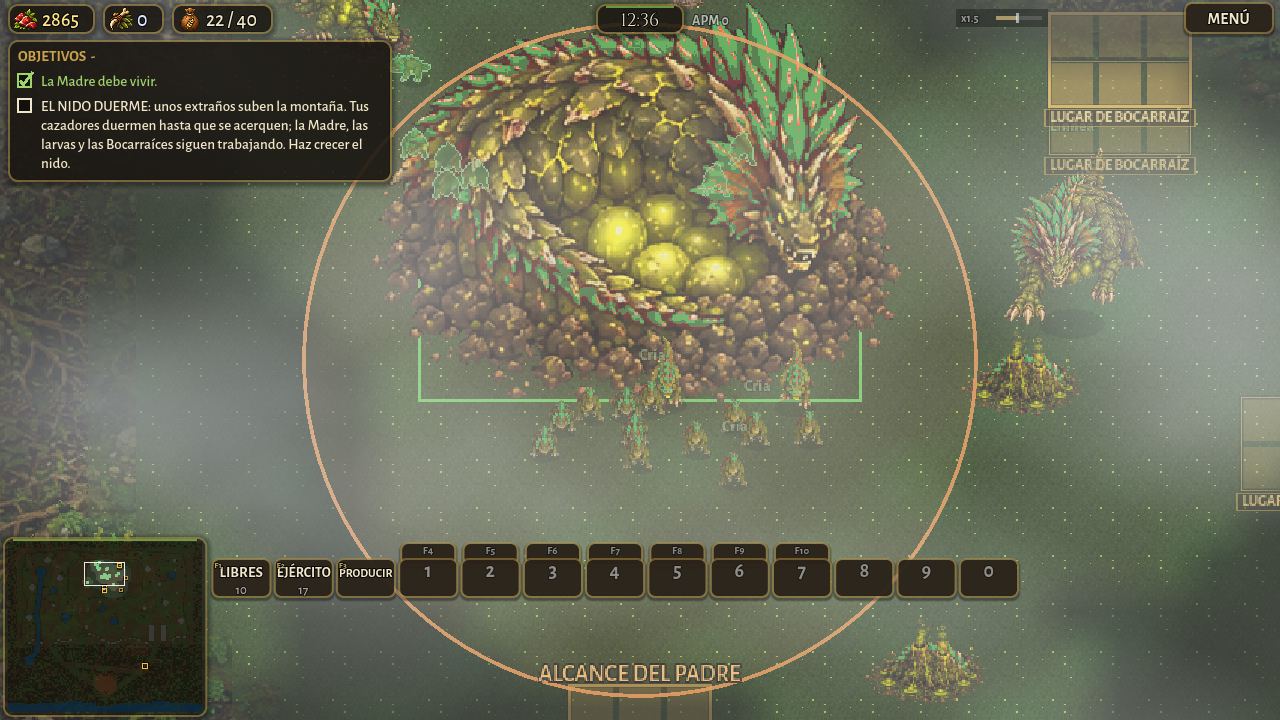 2865
0
22 / 40
12:36
APM 0
x1.5
MENÚ
OBJETIVOS -
La Madre debe vivir.
EL NIDO DUERME: unos extraños suben la montaña. Tus
cazadores duermen hasta que se acerquen; la Madre, las
larvas y las Bocarraíces siguen trabajando. Haz crecer el
nido.
LUGAR DE BOCARRAÍZ
LUGAR DE BOCARRAÍZ
Cría
Cría
Cría
LUGAR
F4
F5
F6
F7
F8
F9
F10
LIBRES
EJÉRCITO
PRODUCIR
1
2
3
4
5
6
7
8
9
0
10
17
ALCANCE DEL PADRE